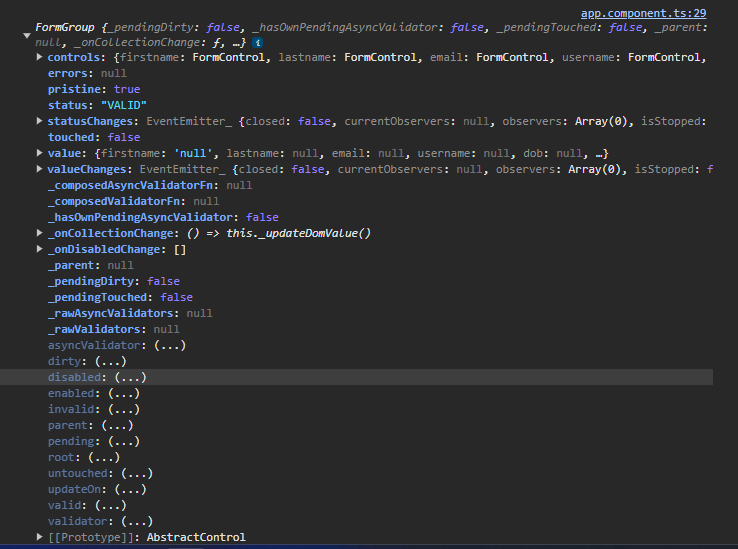 app.component.ts:29
FormGroup {_pendingDirty: false, _hasOwnPendingAsyncValidator: false, _pendingTouched: false, _parent:
null, _onCollectionChange: ƒ, …} i
controls: {firstname: FormControl, lastname: FormControl, email: FormControl, username: FormControl,
errors: null
pristine: true
status: "VALID"
statusChanges: EventEmitter_ {closed: false, currentObservers: null, observers: Array(0), isStopped:
touched: false
value: {firstname: 'null', lastname: null, email: null, username: null, dob: null, …}
valueChanges: EventEmitter_ {closed: false, currentObservers: null, observers: Array(0), isStopped: f
_composedAsyncValidatorFn: null
_composedValidatorFn: null
_hasOwnPendingAsyncValidator: false
_onCollectionChange: () => this._updateDomValue()
_onDisabledChange: []
_parent: null
_pendingDirty: false
_pendingTouched: false
_rawAsyncValidators: null
_rawValidators: null
asyncValidator: (...)
dirty: (...)
disabled: (...)
enabled: (...)
invalid: (...)
parent: (...)
pending: (...)
root: (...)
untouched: (...)
updateOn: (...)
valid: (...)
validator: (...)
[[Prototype]]: AbstractControl